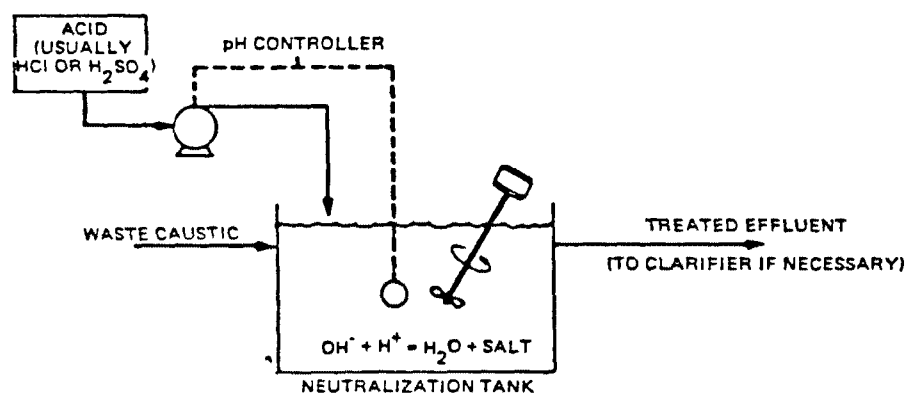 ACID
(USUALLY
HCl OR H₂SO₄)
pH CONTROLLER
WASTE CAUSTIC
TREATED EFFLUENT
(TO CLARIFIER IF NECESSARY)
OH⁻ + H⁺ = H₂O + SALT
NEUTRALIZATION TANK